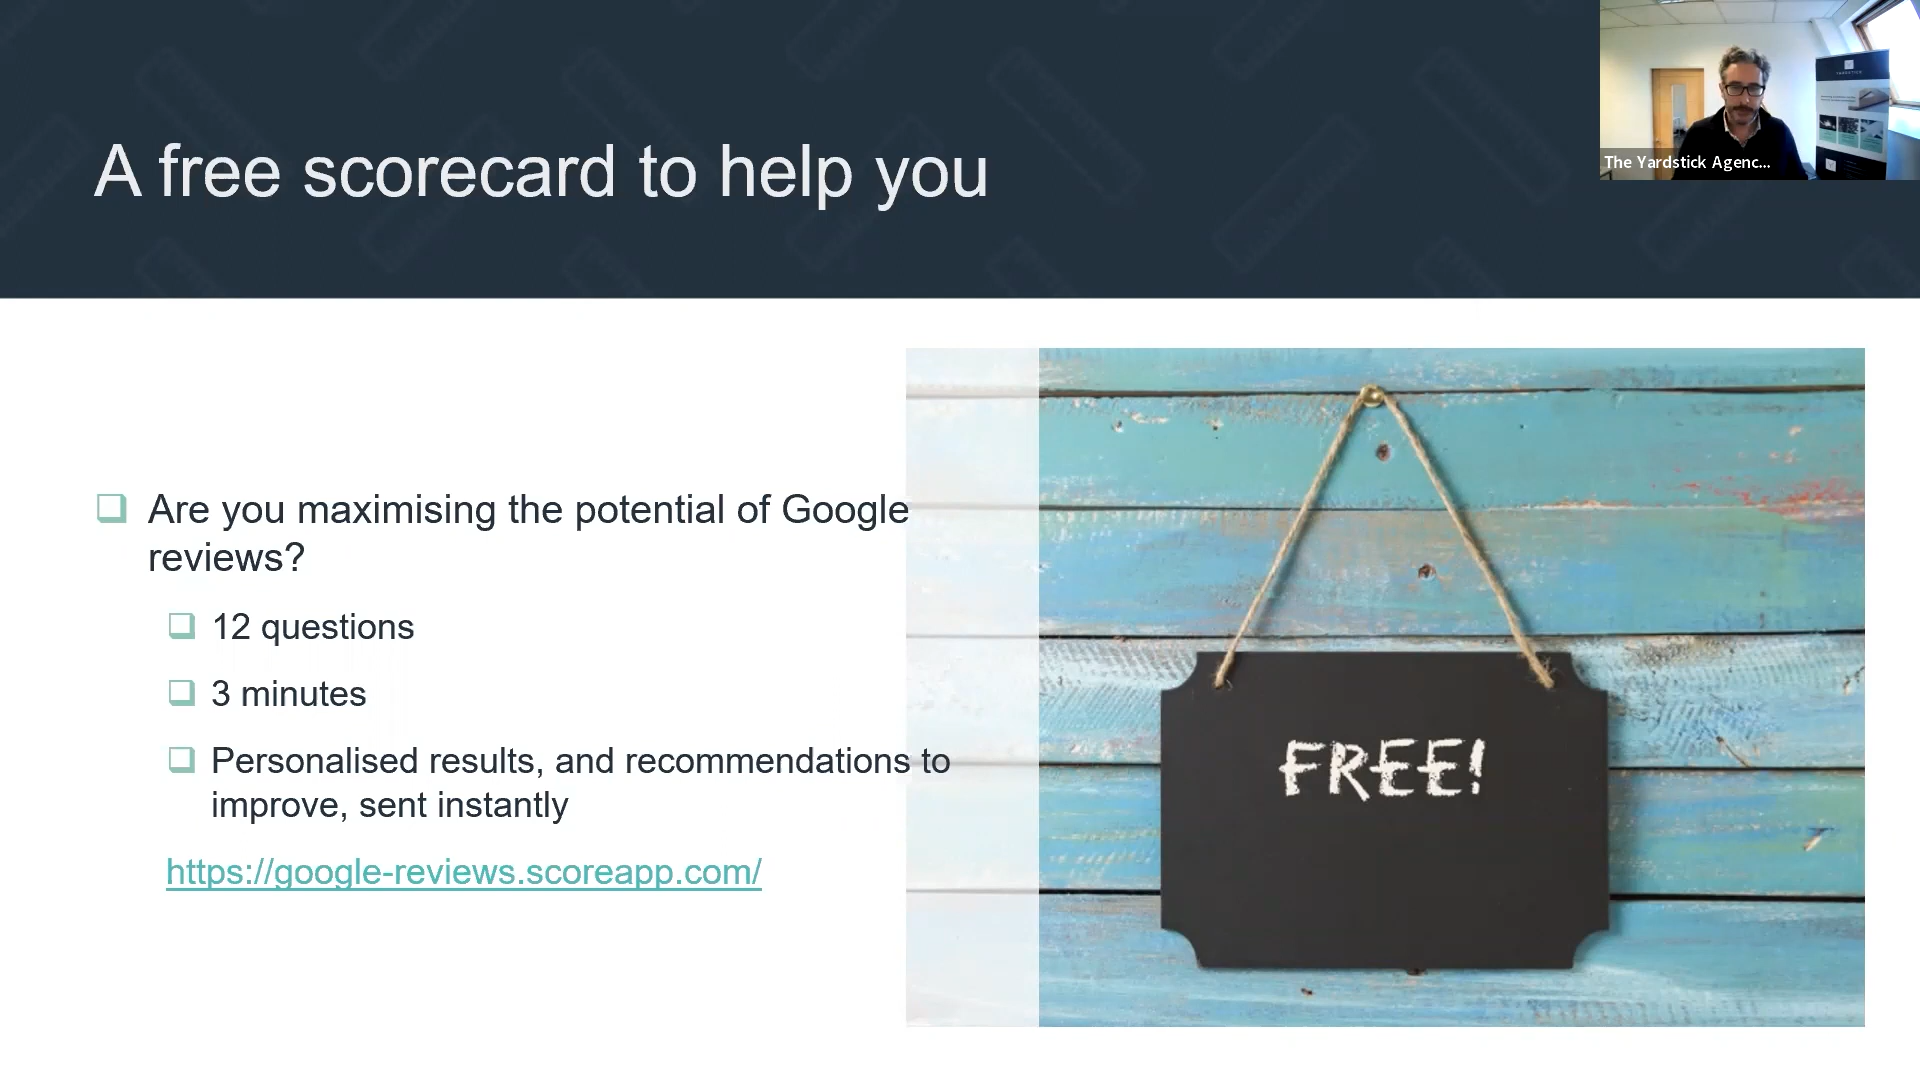 A free scorecard to help you
The Yardstick Agenc...
Are you maximising the potential of Google
reviews?
12 questions
3 minutes
Personalised results, and recommendations to
improve, sent instantly
https://google-reviews.scoreapp.com/
FREE!